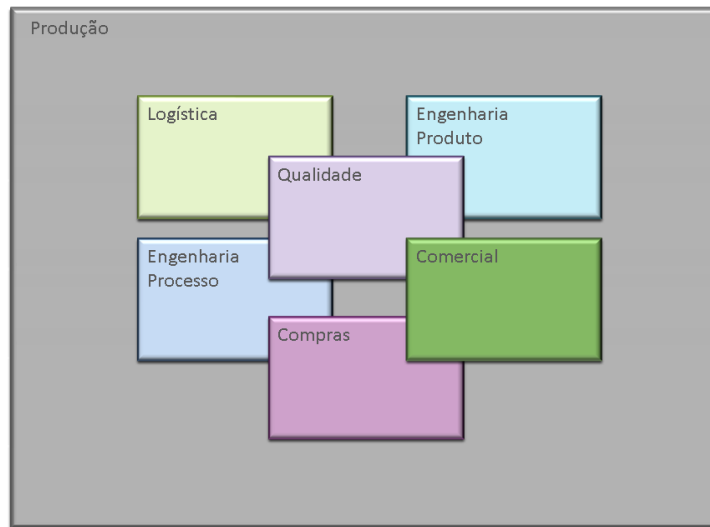 Produção
Logística
Engenharia
Produto
Qualidade
Engenharia
Processo
Comercial
Compras